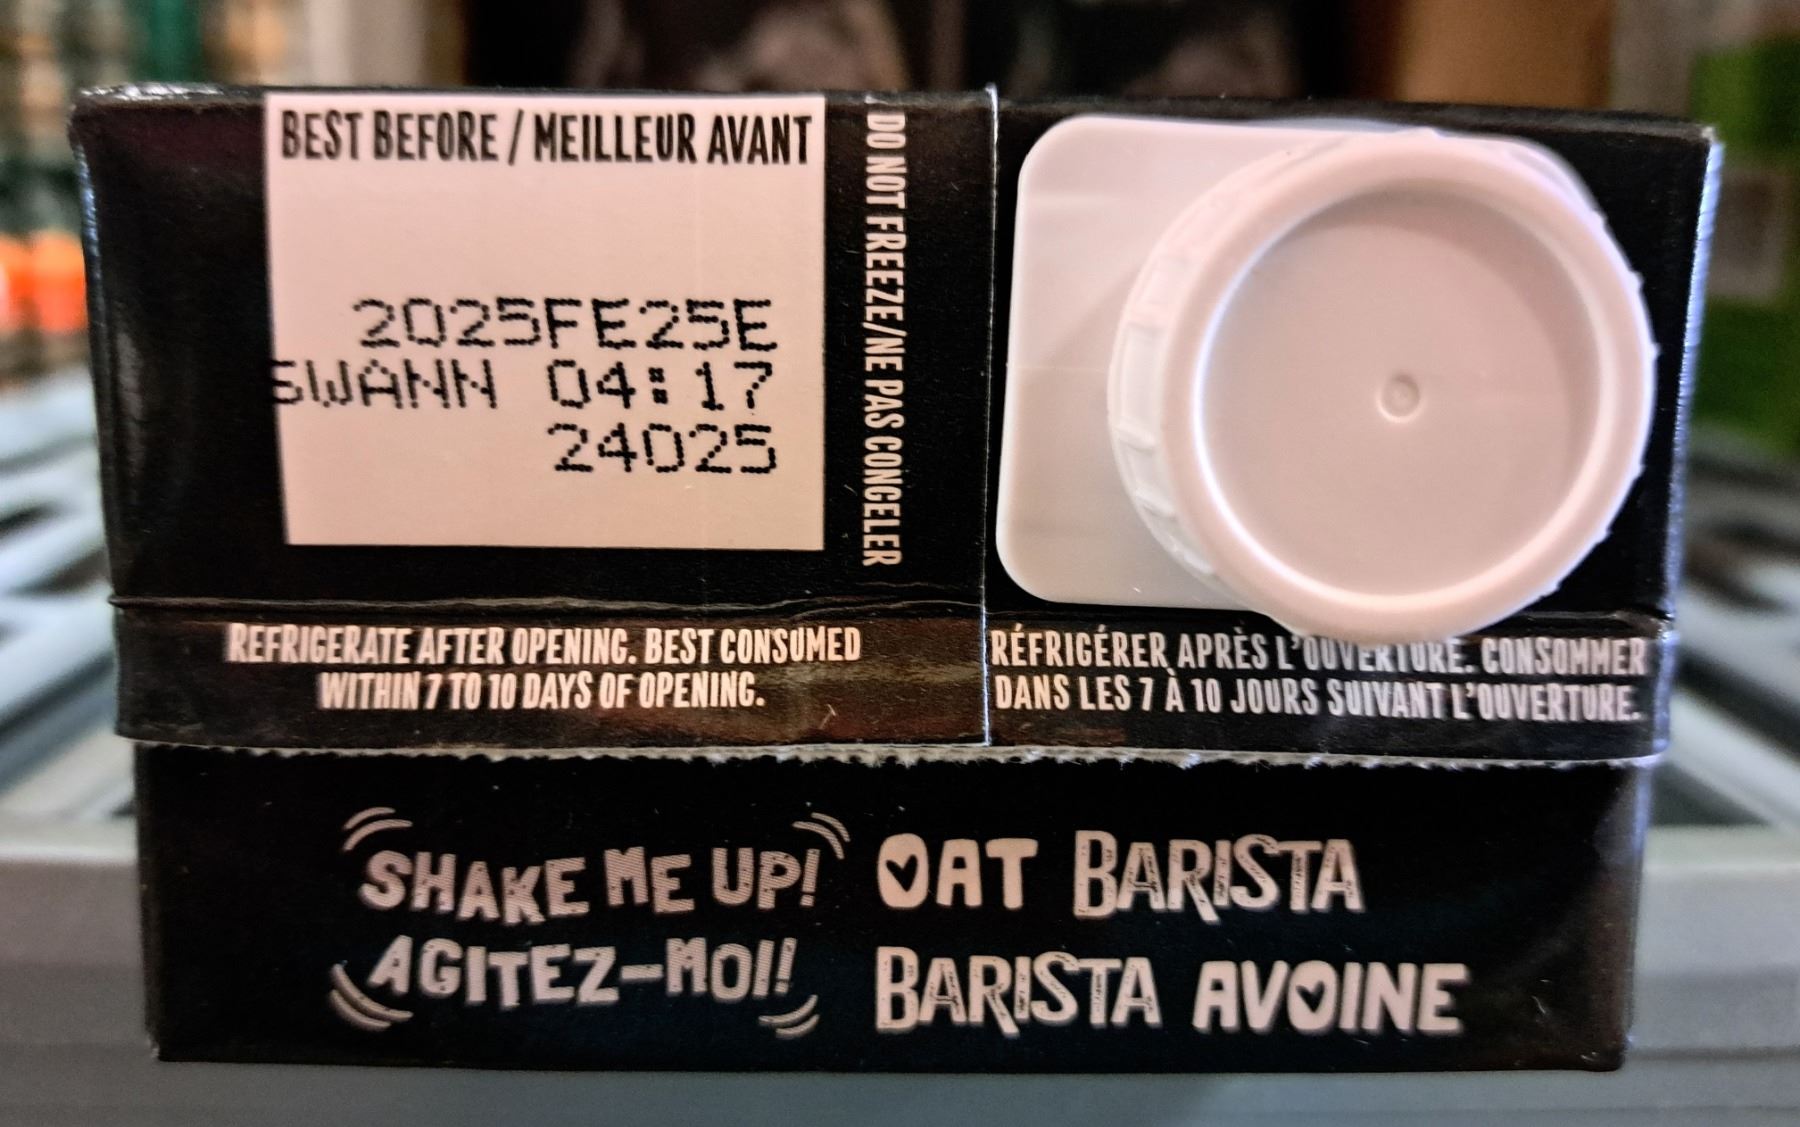 BEST BEFORE / MEILLEUR AVANT
2025FE25E
SWANN 04:17
24025
DO NOT FREEZE/NE PAS CONGELER
REFRIGERATE AFTER OPENING. BEST CONSUMED
WITHIN 7 TO 10 DAYS OF OPENING.
RÉFRIGÉRER APRÈS L'OUVERTURE. CONSOMMER
DANS LES 7 À 10 JOURS SUIVANT L'OUVERTURE.
SHAKE ME UP!
AGITEZ-MOI!
OAT BARISTA
BARISTA AVOINE